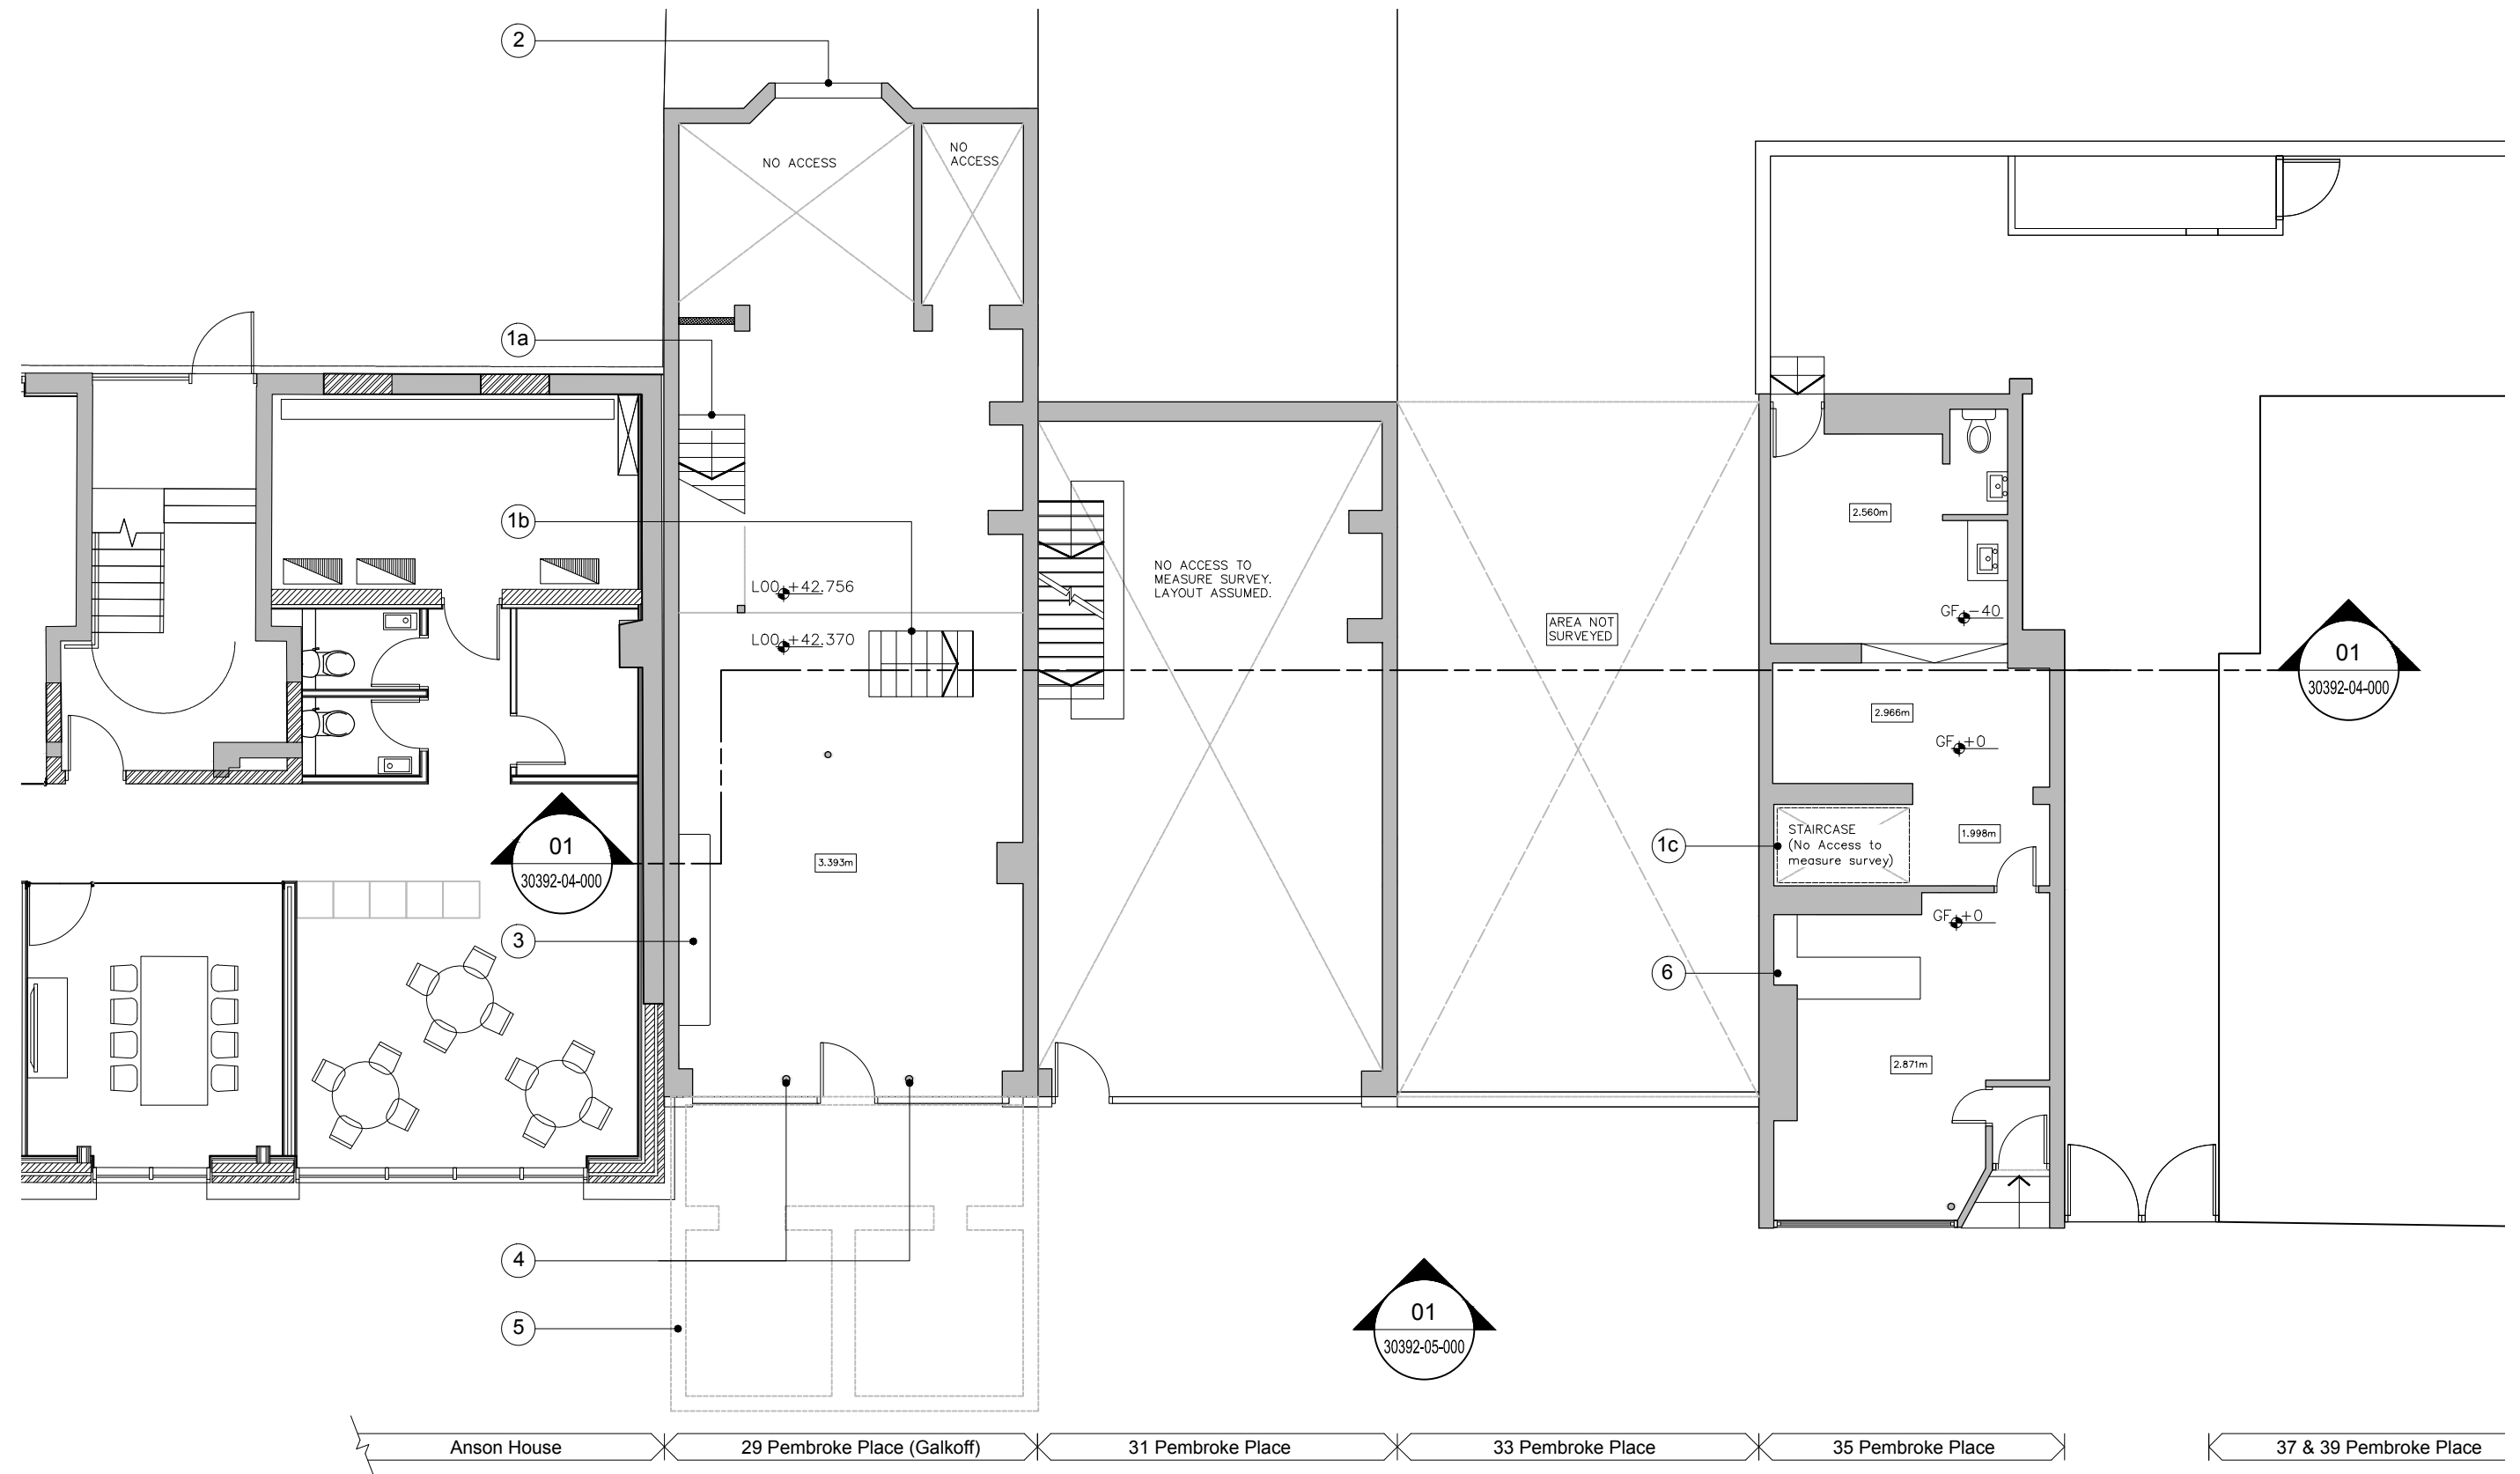 2
NO ACCESS
NO
ACCESS
1a
1b
2.560m
NO ACCESS TO
MEASURE SURVEY.
LAYOUT ASSUMED.
L00 +42.756
GF -40
AREA NOT
SURVEYED
L00 +42.370
01
30392-04-000
2.966m
GF +0
STAIRCASE
(No Access to
measure survey)
1.998m
01
30392-04-000
1c
3.393m
GF +0
3
6
2.871m
4
5
01
30392-05-000
Anson House
29 Pembroke Place (Galkoff)
31 Pembroke Place
33 Pembroke Place
35 Pembroke Place
37 & 39 Pembroke Place